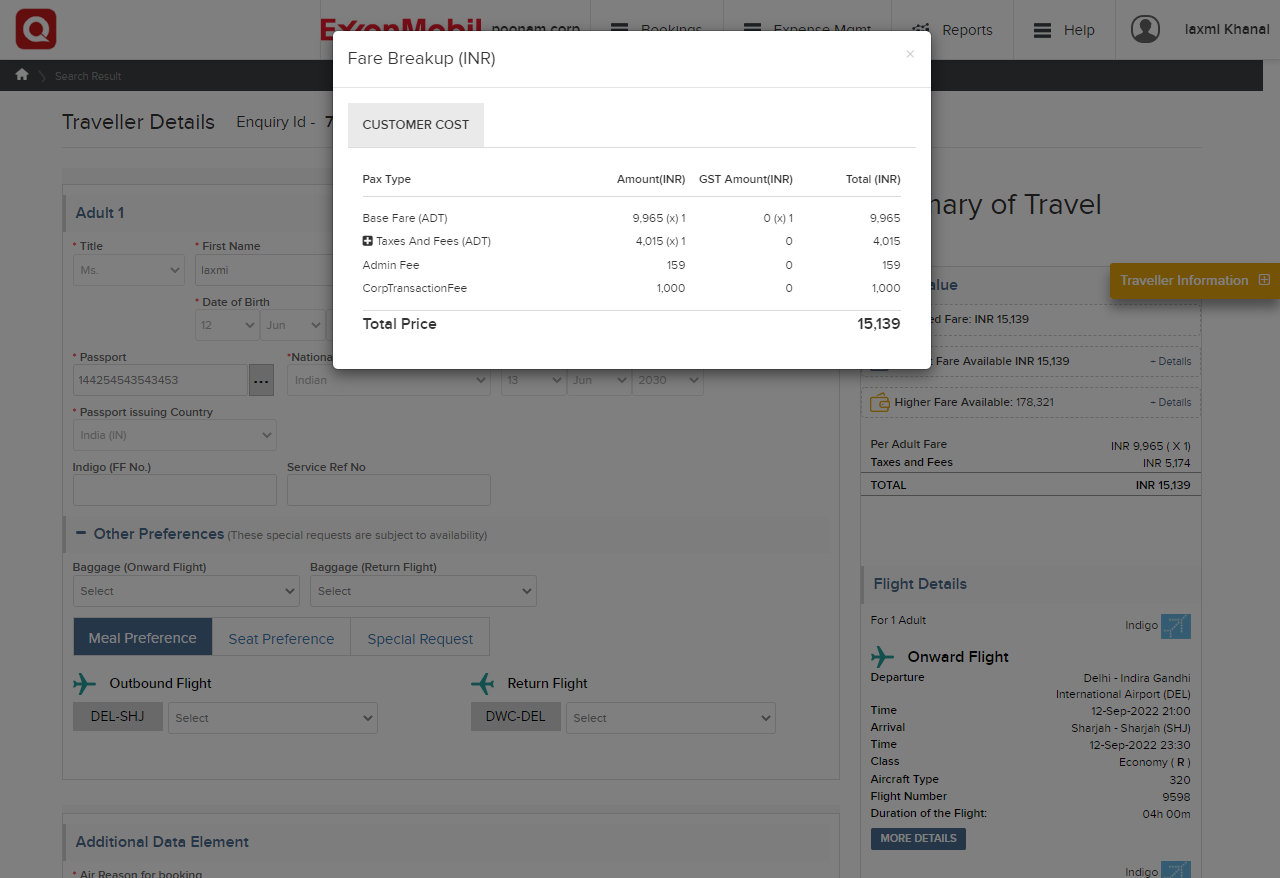 ExxonMobil poonam corp Bookings Expense Mgmt Reports Help laxmi Khanal
Search Result
Fare Breakup (INR) ×
CUSTOMER COST
Pax Type Amount(INR) GST Amount(INR) Total (INR)
Base Fare (ADT) 9,965 (x) 1 0 (x) 1 9,965
Taxes And Fees (ADT) 4,015 (x) 1 0 4,015
Admin Fee 159 0 159
CorpTransactionFee 1,000 0 1,000
Total Price 15,139
Traveller Details Enquiry Id - 7
Adult 1
* Title * First Name
Ms. laxmi
* Date of Birth
12 Jun
* Passport *Nationa
144254543543453 ... Indian 13 Jun 2030
* Passport issuing Country
India (IN)
Indigo (FF No.) Service Ref No
− Other Preferences (These special requests are subject to availability)
Baggage (Onward Flight) Baggage (Return Flight)
Select Select
Meal Preference Seat Preference Special Request
Outbound Flight Return Flight
DEL-SHJ Select DWC-DEL Select
Additional Data Element
* Air Reason for booking
mary of Travel
Traveller Information
alue
ed Fare: INR 15,139
t Fare Available INR 15,139 - Details
Higher Fare Available: 178,321 - Details
Per Adult Fare INR 9,965 ( X 1)
Taxes and Fees INR 5,174
TOTAL INR 15,139
Flight Details
For 1 Adult Indigo
Onward Flight
Departure Delhi - Indira Gandhi
International Airport (DEL)
Time 12-Sep-2022 21:00
Arrival Sharjah - Sharjah (SHJ)
Time 12-Sep-2022 23:30
Class Economy ( R )
Aircraft Type 320
Flight Number 9598
Duration of the Flight: 04h 00m
MORE DETAILS
Indigo